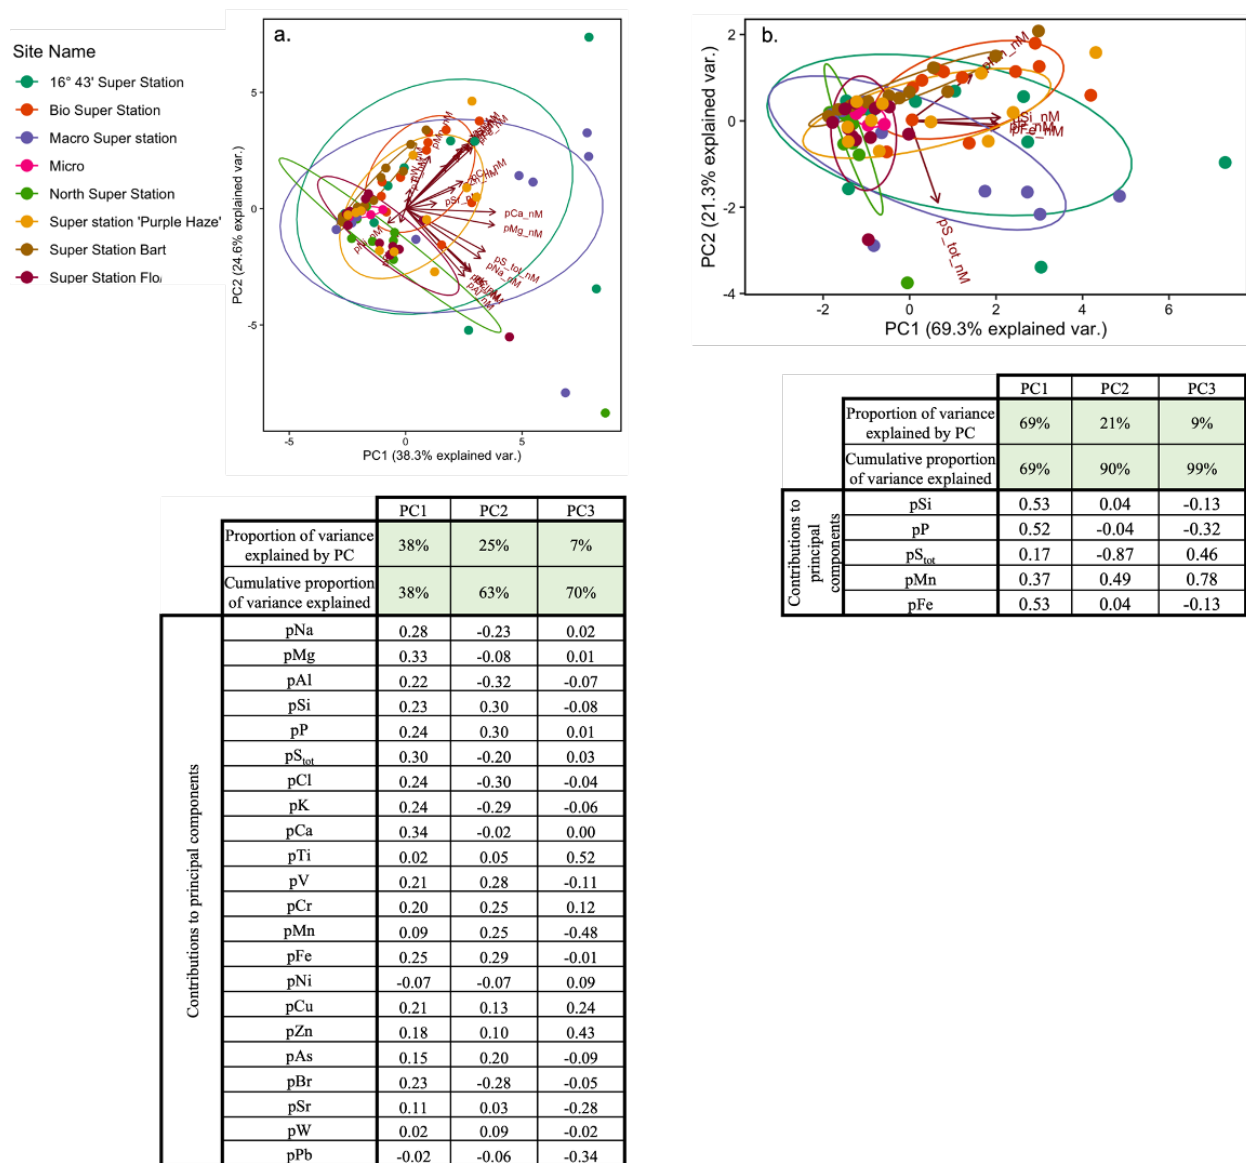 Site Name
16° 43' Super Station
Bio Super Station
Macro Super station
Micro
North Super Station
Super station 'Purple Haze'
Super Station Bart
Super Station Flo
a.
PC2 (24.6% explained var.)
5
0
-5
-5
0
5
PC1 (38.3% explained var.)
pCa_nM
pMg_nM
pS_tot_nM
pNa_nM
b.
PC2 (21.3% explained var.)
2
0
-2
-4
-2
0
2
4
6
PC1 (69.3% explained var.)
pS_tot_nM
PC1 PC2 PC3
Proportion of variance
explained by PC 69% 21% 9%
Cumulative proportion
of variance explained 69% 90% 99%
Contributions to
principal
components
pSi 0.53 0.04 -0.13
pP 0.52 -0.04 -0.32
pStot 0.17 -0.87 0.46
pMn 0.37 0.49 0.78
pFe 0.53 0.04 -0.13
PC1 PC2 PC3
Proportion of variance
explained by PC 38% 25% 7%
Cumulative proportion
of variance explained 38% 63% 70%
Contributions to principal components
pNa 0.28 -0.23 0.02
pMg 0.33 -0.08 0.01
pAl 0.22 -0.32 -0.07
pSi 0.23 0.30 -0.08
pP 0.24 0.30 0.01
pStot 0.30 -0.20 0.03
pCl 0.24 -0.30 -0.04
pK 0.24 -0.29 -0.06
pCa 0.34 -0.02 0.00
pTi 0.02 0.05 0.52
pV 0.21 0.28 -0.11
pCr 0.20 0.25 0.12
pMn 0.09 0.25 -0.48
pFe 0.25 0.29 -0.01
pNi -0.07 -0.07 0.09
pCu 0.21 0.13 0.24
pZn 0.18 0.10 0.43
pAs 0.15 0.20 -0.09
pBr 0.23 -0.28 -0.05
pSr 0.11 0.03 -0.28
pW 0.02 0.09 -0.02
pPb -0.02 -0.06 -0.34